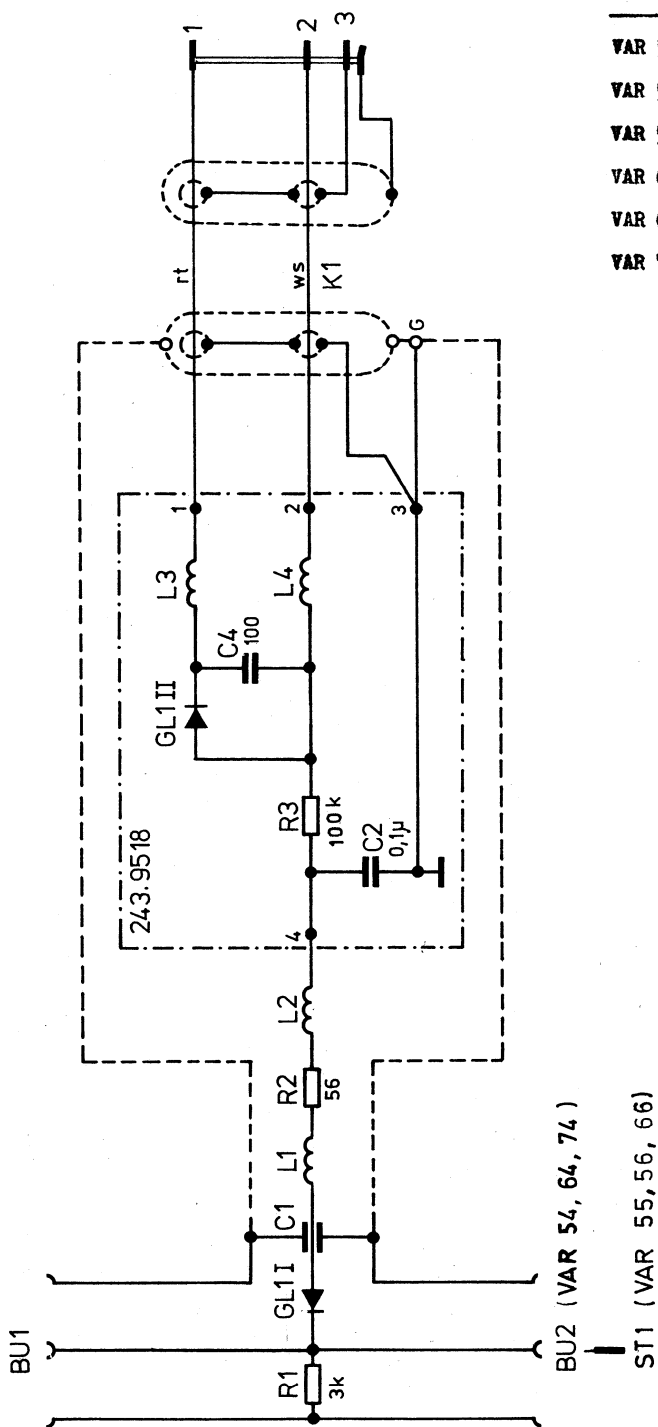 1
2
3
VAR
VAR
VAR
VAR
VAR
VAR
rt
ws
K1
G
1
2
3
L3
L4
C4
100
GL1 II
R3
100k
C2
0,1µ
243.9518
4
L2
R2
56
L1
C1
GL1 I
BU1
R1
3k
BU2 (VAR 54, 64, 74)
ST1 (VAR 55, 56, 66)